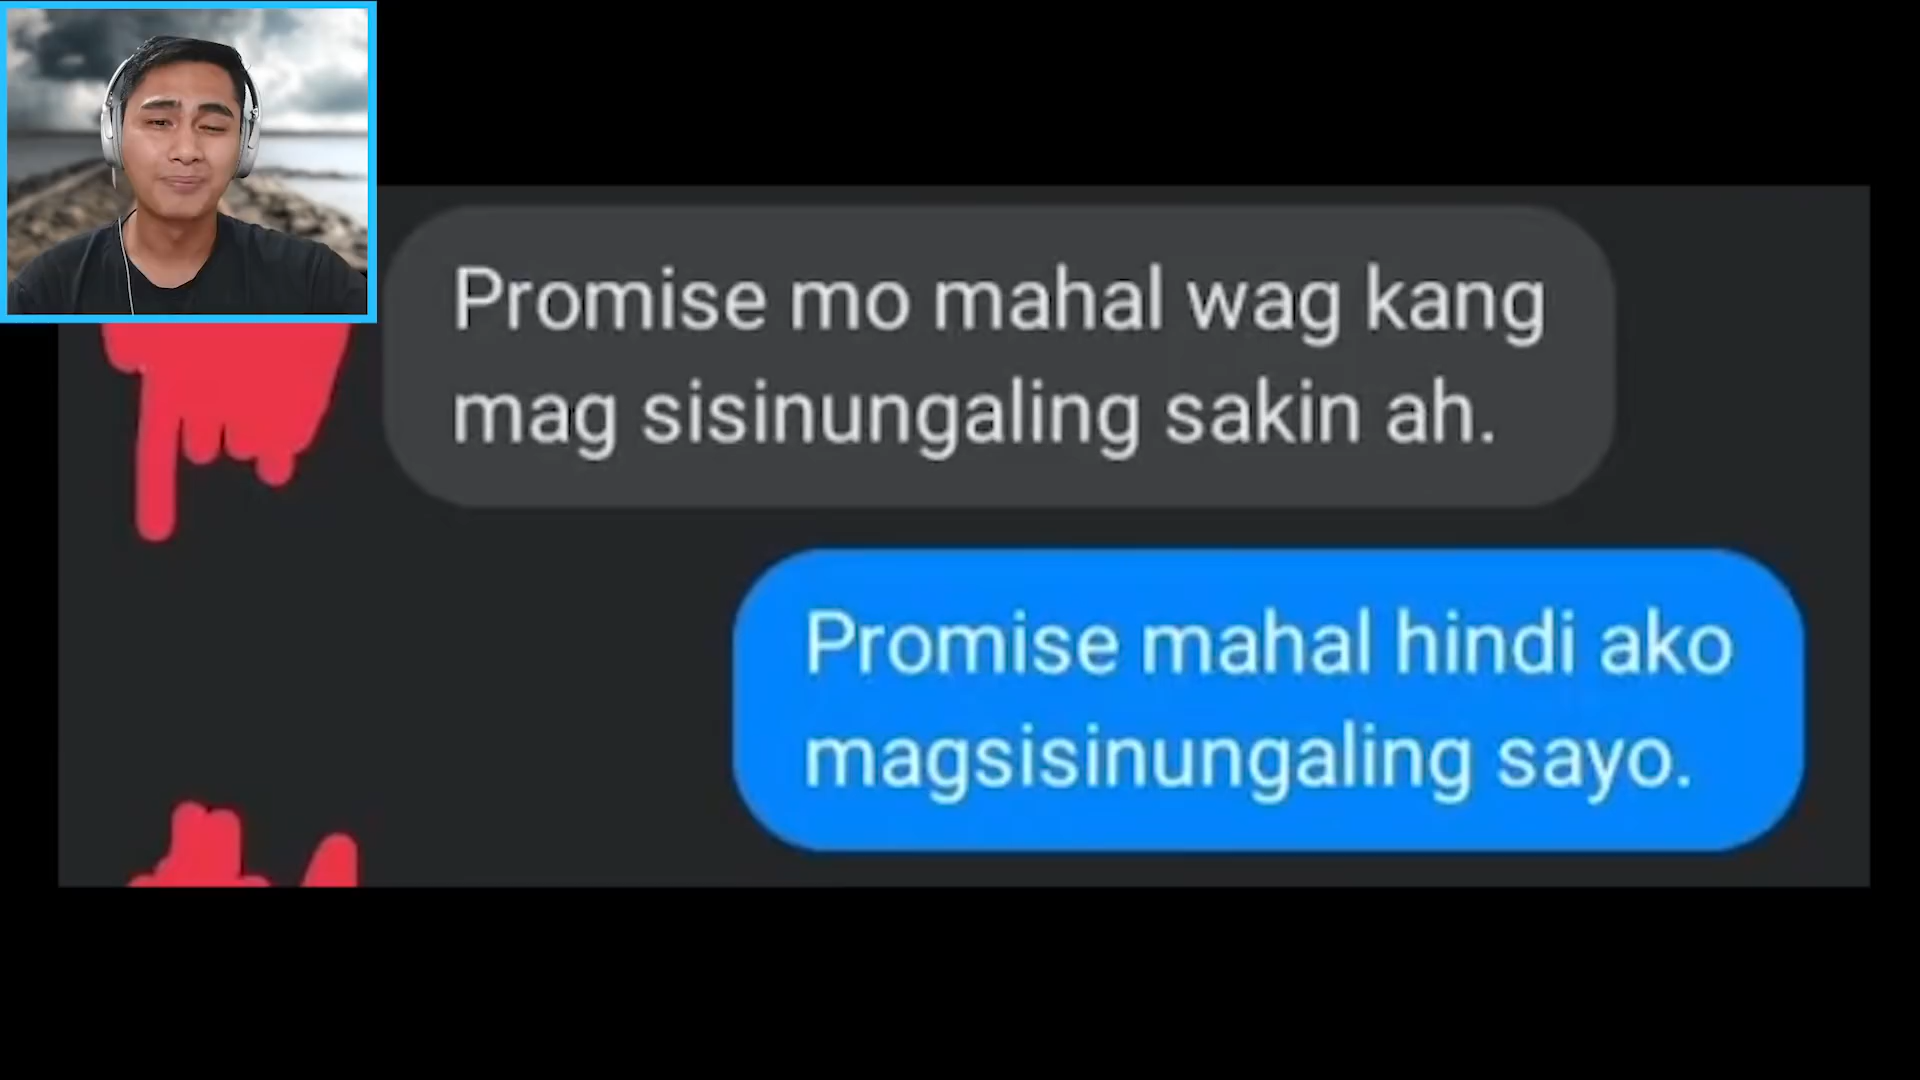 Promise mo mahal wag kang
mag sisinungaling sakin ah.
Promise mahal hindi ako
magsisinungaling sayo.